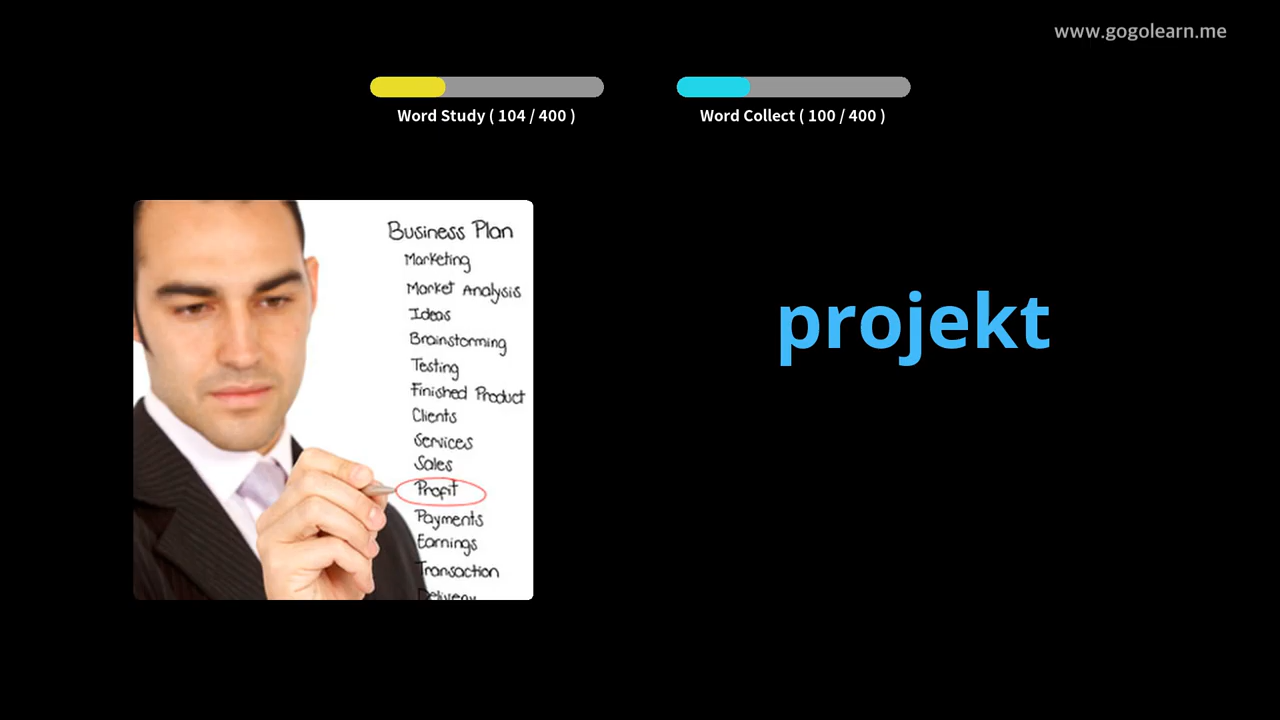 www.gogolearn.me
Word Study ( 104 / 400 )
Word Collect ( 100 / 400 )
Business Plan
Marketing
Market Analysis
Ideas
Brainstorming
Testing
Finished Product
Clients
Services
Sales
Profit
Payments
Earnings
Transaction
Delivery
projekt